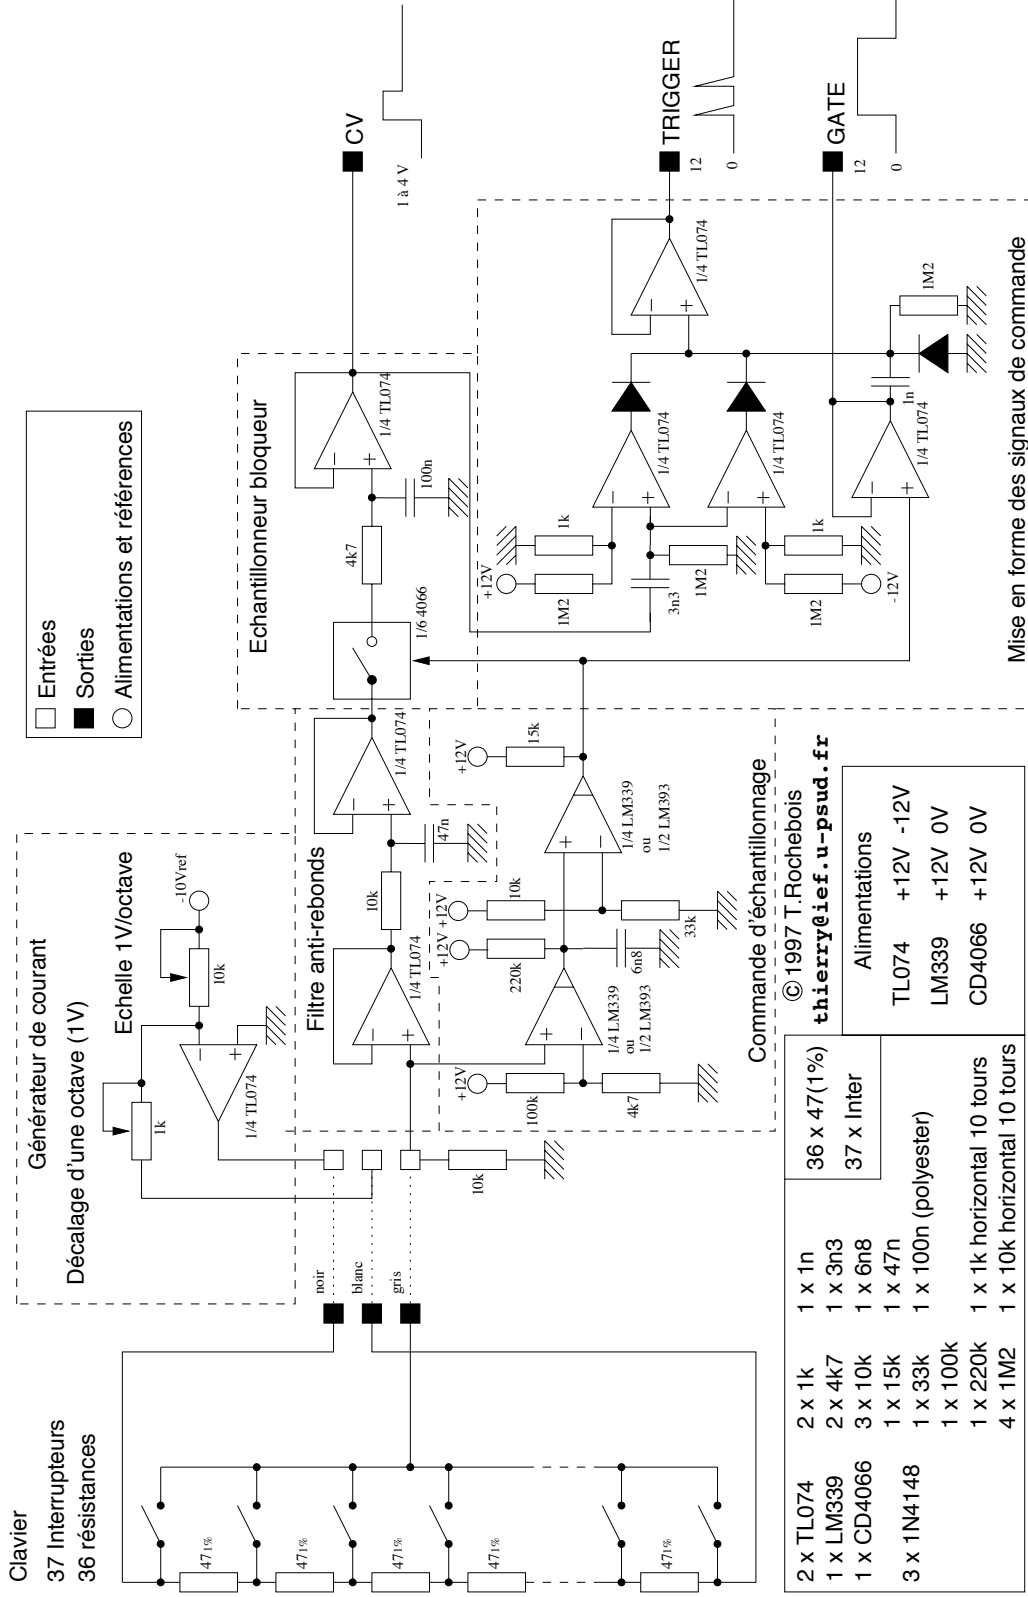 Clavier
37 Interrupteurs
36 résistances
47 1%
47 1%
47 1%
47 1%
47 1%
noir
blanc
gris
Générateur de courant
Décalage d'une octave (1V)
Echelle 1V/octave
1k
10k
-10Vref
1/4 TL074
−
+
10k
Entrées
Sorties
Alimentations et références
Filtre anti-rebonds
1/4 TL074
−
+
10k
47n
1/4 TL074
−
+
Echantillonneur bloqueur
1/6 4066
4k7
100n
1/4 TL074
−
+
CV
1 à 4 V
Commande d'échantillonnage
+12V
100k
4k7
1/4 LM339
ou
1/2 LM393
+
−
+12V
220k
6n8
+12V
10k
33k
1/4 LM339
ou
1/2 LM393
+
−
+12V
15k
Mise en forme des signaux de commande
+12V
1M2
1k
3n3
1M2
1/4 TL074
−
+
1M2
-12V
1k
1/4 TL074
−
+
1/4 TL074
−
+
1n
1M2
1/4 TL074
−
+
TRIGGER
12
0
GATE
12
0
© 1997 T.Rochebois
thierry@ief.u-psud.fr
Alimentations
TL074 +12V -12V
LM339 +12V 0V
CD4066 +12V 0V
2 x TL074 2 x 1k 1 x 1n 36 x 47(1%)
1 x LM339 2 x 4k7 1 x 3n3 37 x Inter
1 x CD4066 3 x 10k 1 x 6n8
1 x 15k 1 x 47n
3 x 1N4148 1 x 33k 1 x 100n (polyester)
1 x 100k
1 x 220k 1 x 1k horizontal 10 tours
4 x 1M2 1 x 10k horizontal 10 tours